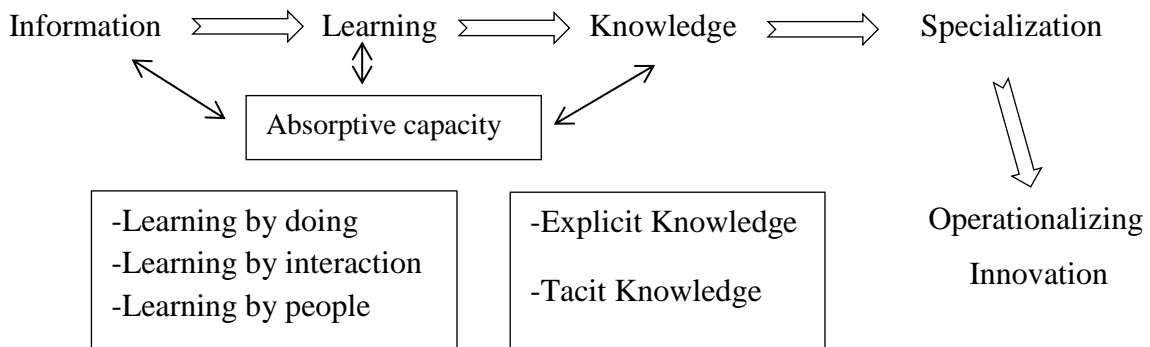 Information Learning Knowledge Specialization
Absorptive capacity
-Learning by doing
-Learning by interaction
-Learning by people
-Explicit Knowledge
-Tacit Knowledge
Operationalizing
Innovation